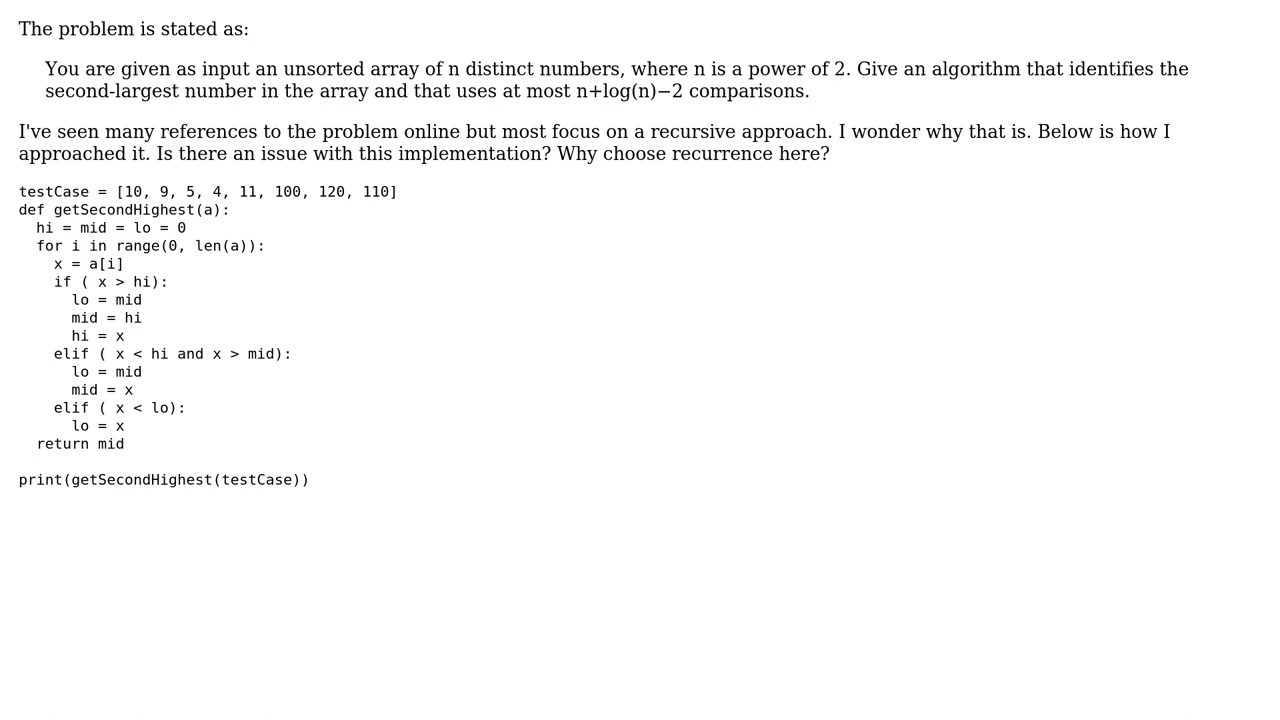 The problem is stated as:
You are given as input an unsorted array of n distinct numbers, where n is a power of 2. Give an algorithm that identifies the
second-largest number in the array and that uses at most n+log(n)−2 comparisons.
I've seen many references to the problem online but most focus on a recursive approach. I wonder why that is. Below is how I
approached it. Is there an issue with this implementation? Why choose recurrence here?
testCase = [10, 9, 5, 4, 11, 100, 120, 110]
def getSecondHighest(a):
  hi = mid = lo = 0
  for i in range(0, len(a)):
    x = a[i]
    if ( x > hi):
      lo = mid
      mid = hi
      hi = x
    elif ( x < hi and x > mid):
      lo = mid
      mid = x
    elif ( x < lo):
      lo = x
  return mid
print(getSecondHighest(testCase))